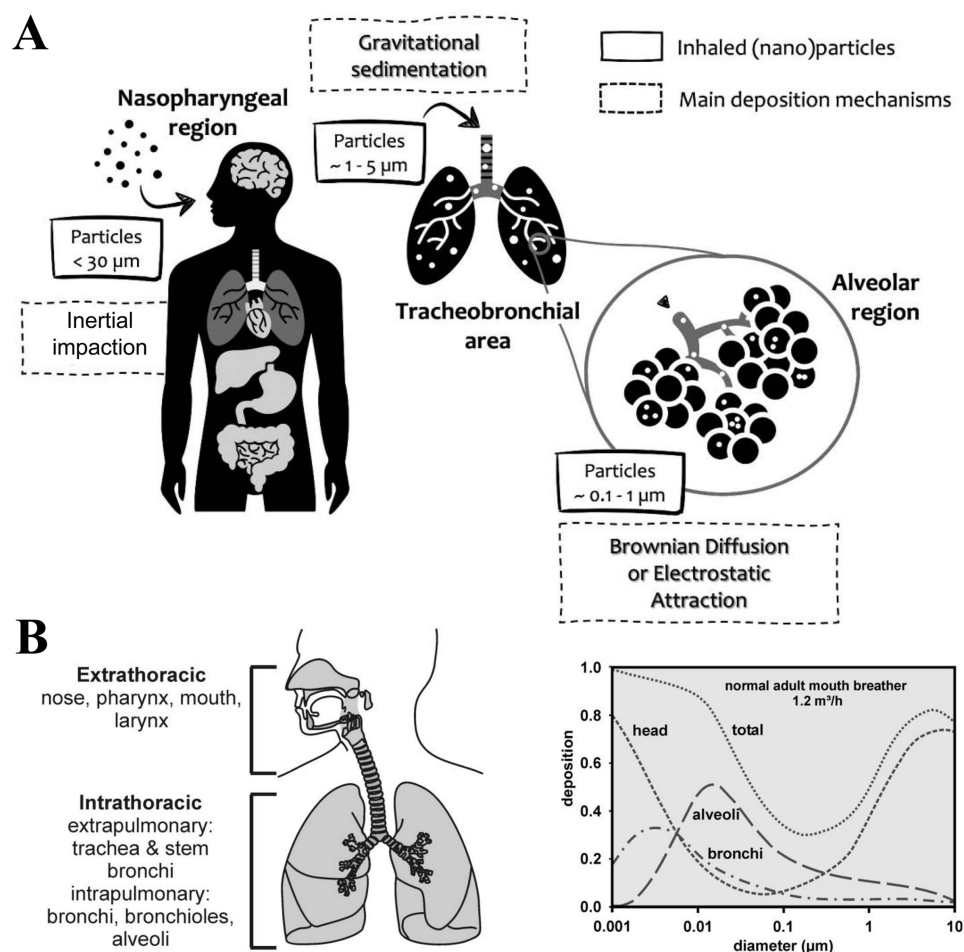 A
Gravitational
sedimentation
Inhaled (nano)particles
Main deposition mechanisms
Nasopharyngeal
region
Particles
~ 1 - 5 µm
Particles
< 30 µm
Inertial
impaction
Tracheobronchial
area
Alveolar
region
Particles
~ 0.1 - 1 µm
Brownian Diffusion
or Electrostatic
Attraction
B
Extrathoracic
nose, pharynx, mouth,
larynx
Intrathoracic
extrapulmonary:
trachea & stem
bronchi
intrapulmonary:
bronchi, bronchioles,
alveoli
normal adult mouth breather
1.2 m³/h
head
total
alveoli
bronchi
deposition
1.0
0.8
0.6
0.4
0.2
0.0
0.001
0.01
0.1
1
10
diameter (µm)